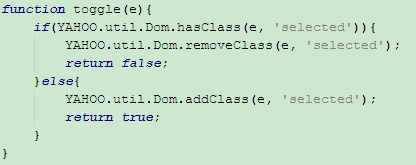 function toggle(e){
    if(YAHOO.util.Dom.hasClass(e, 'selected')){
        YAHOO.util.Dom.removeClass(e, 'selected');
        return false;
    }else{
        YAHOO.util.Dom.addClass(e, 'selected');
        return true;
    }
}